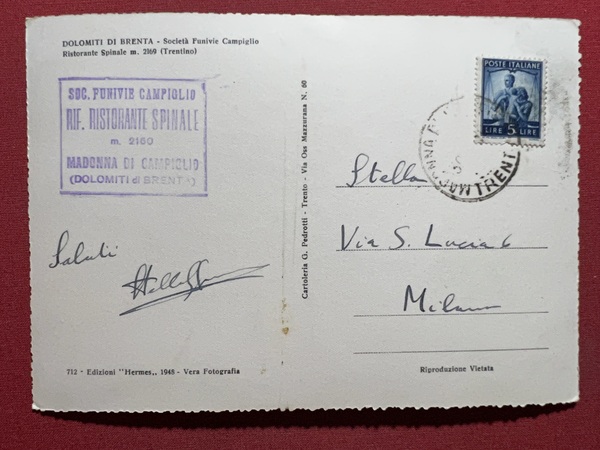 DOLOMITI DI BRENTA - Società Funivie Campiglio
Ristorante Spinale m. 2160 (Trentino)
SOC. FUNIVIE CAMPIGLIO
RIF. RISTORANTE SPINALE
m. 2160
MADONNA DI CAMPIGLIO
(DOLOMITI di BRENTA)
Saluti
712 - Edizioni "Hermes,, 1948 - Vera Fotografia
Cartoleria G. Pedrotti - Trento - Via Oss Mazzurana N. 60
POSTE ITALIANE
LIRE 5 LIRE
TRENT
Stella
Via S. Lucia 6
Milano
Riproduzione Vietata